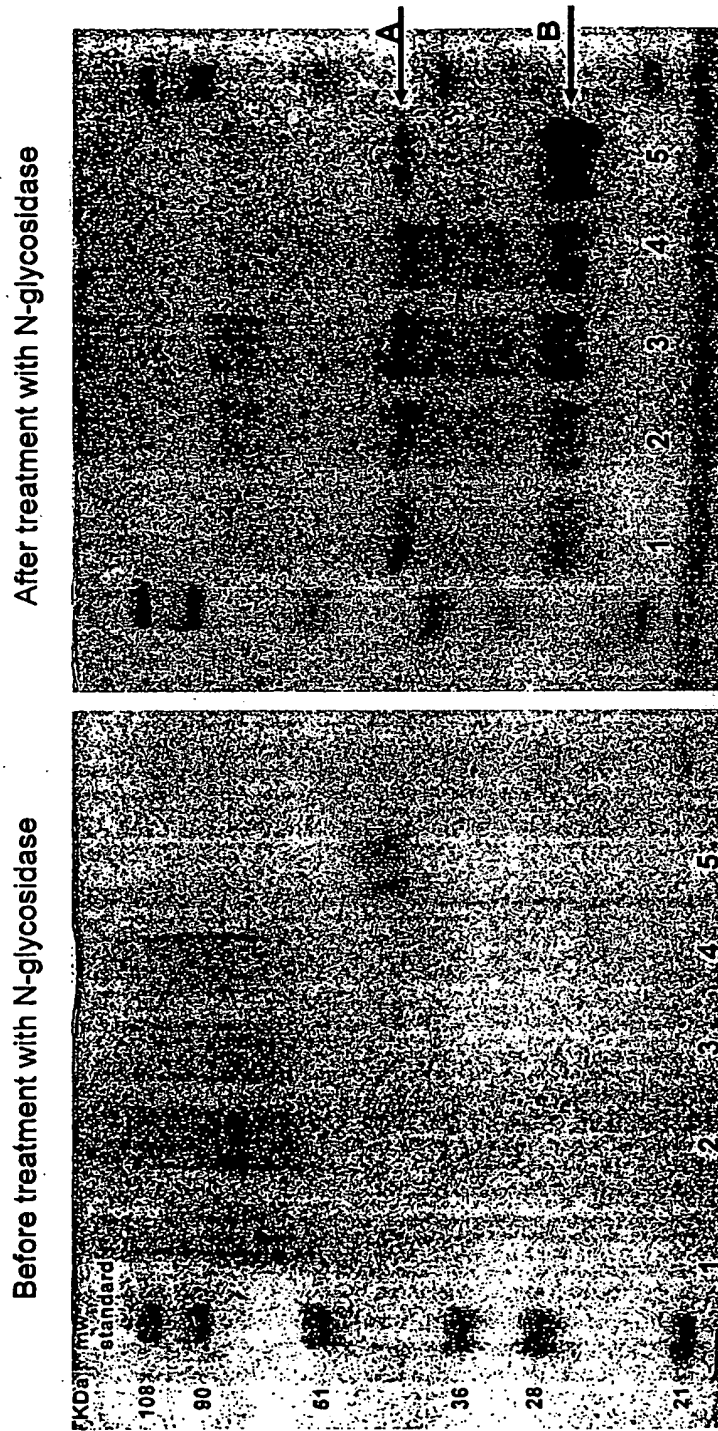 Before treatment with N-glycosidase
(KDa)
mw
standard
108
90
61
36
28
21
1 2 3 4 5
After treatment with N-glycosidase
A
B
1 2 3 4 5